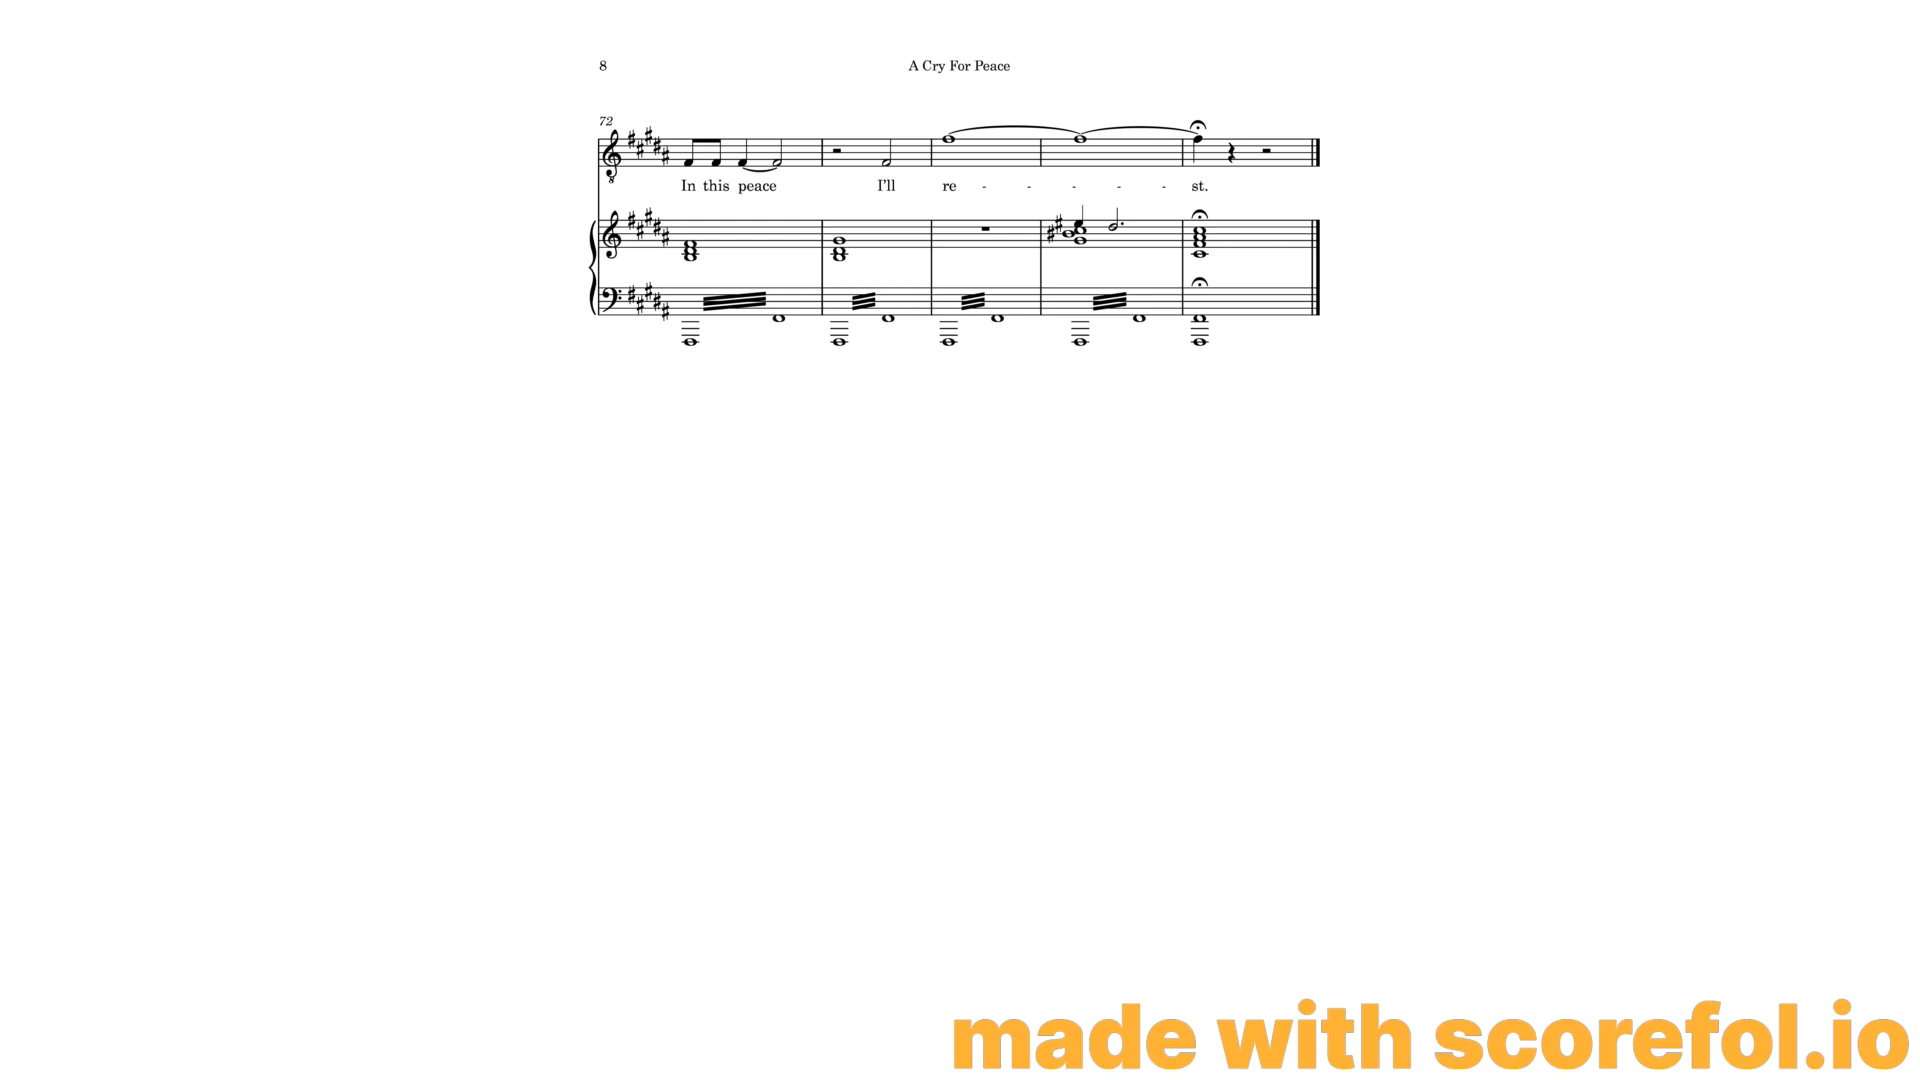 8
A Cry For Peace
72
In this peace I'll re - - - - - st.
made with scorefol.io